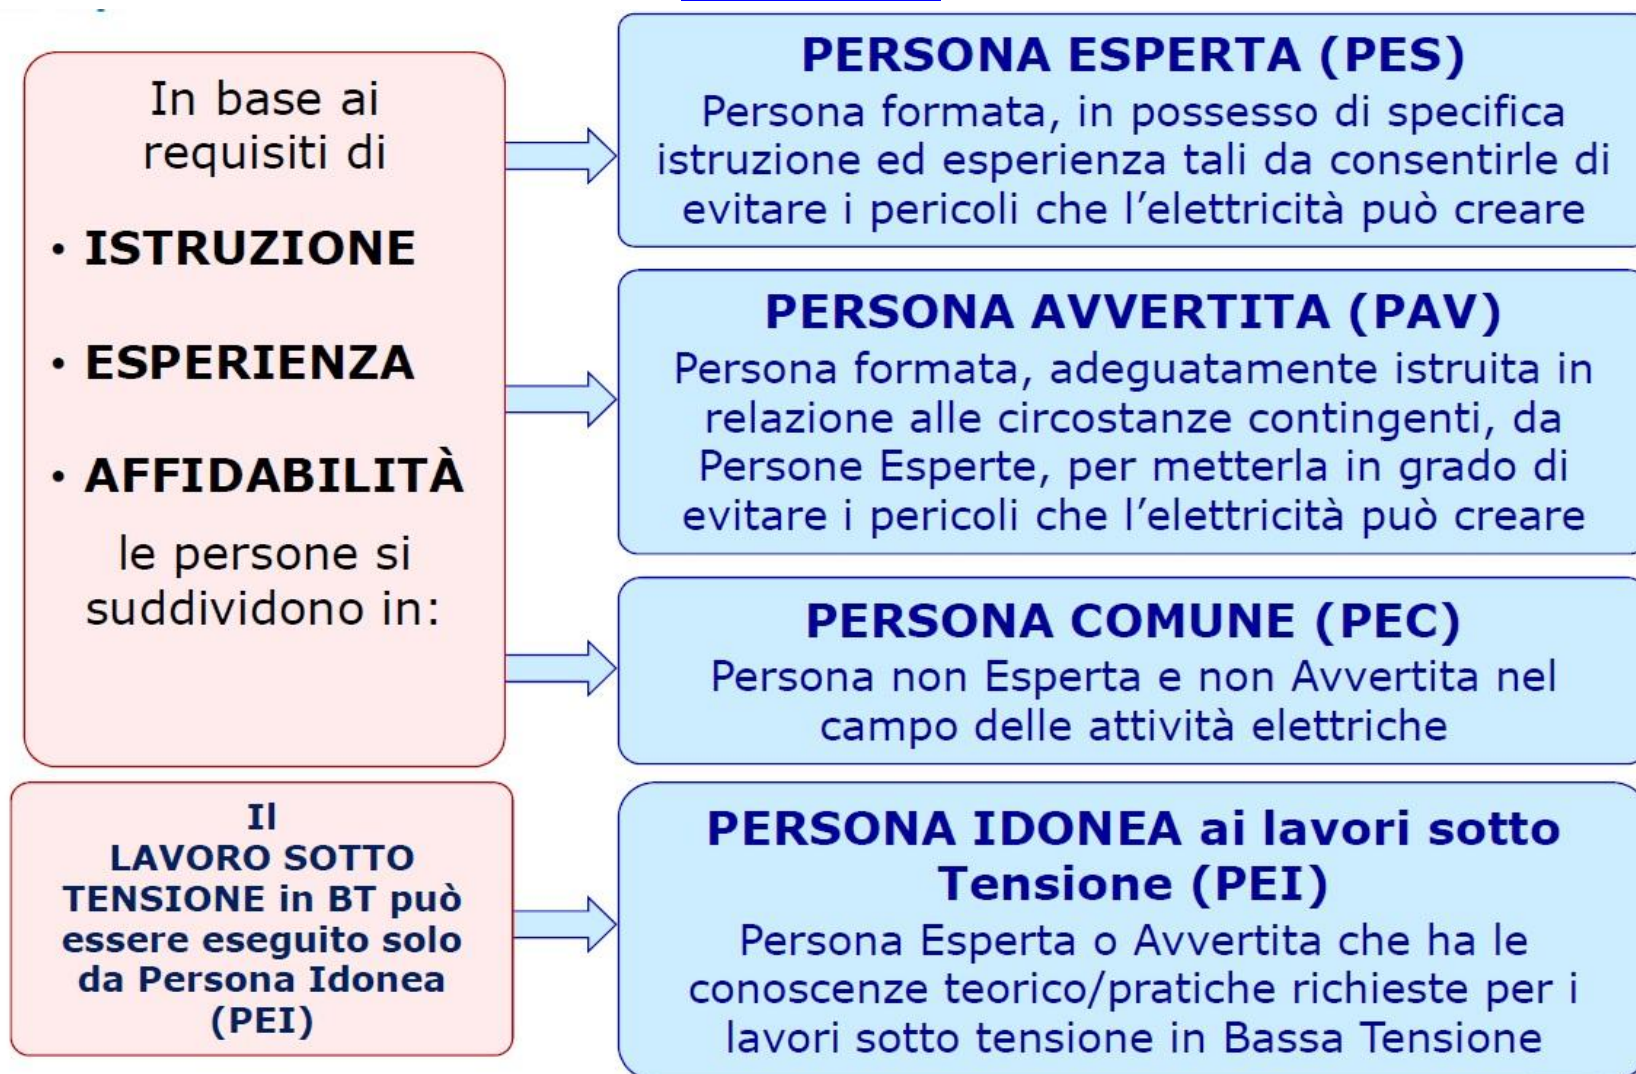 In base ai
requisiti di
• ISTRUZIONE
• ESPERIENZA
• AFFIDABILITÀ
le persone si
suddividono in:
PERSONA ESPERTA (PES)
Persona formata, in possesso di specifica
istruzione ed esperienza tali da consentirle di
evitare i pericoli che l’elettricità può creare
PERSONA AVVERTITA (PAV)
Persona formata, adeguatamente istruita in
relazione alle circostanze contingenti, da
Persone Esperte, per metterla in grado di
evitare i pericoli che l’elettricità può creare
PERSONA COMUNE (PEC)
Persona non Esperta e non Avvertita nel
campo delle attività elettriche
Il
LAVORO SOTTO
TENSIONE in BT può
essere eseguito solo
da Persona Idonea
(PEI)
PERSONA IDONEA ai lavori sotto
Tensione (PEI)
Persona Esperta o Avvertita che ha le
conoscenze teorico/pratiche richieste per i
lavori sotto tensione in Bassa Tensione